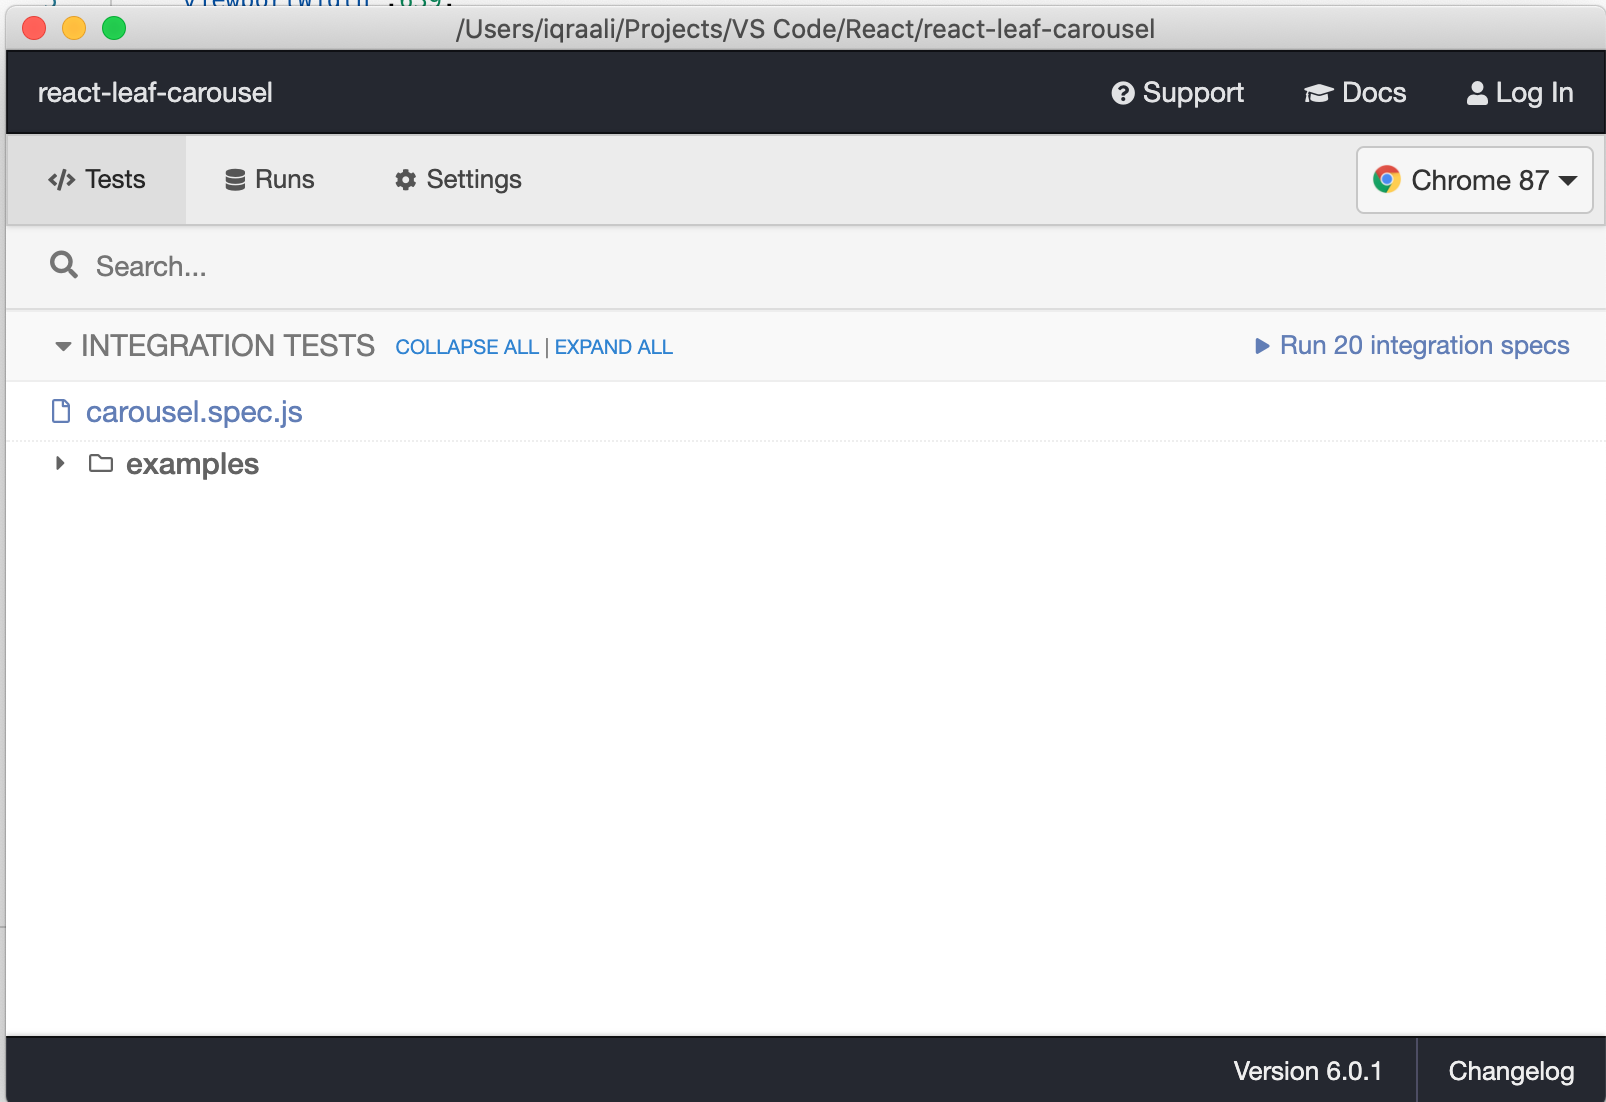 /Users/iqraali/Projects/VS Code/React/react-leaf-carousel
react-leaf-carousel Support Docs Log In
Tests Runs Settings Chrome 87
Search...
INTEGRATION TESTS COLLAPSE ALL | EXPAND ALL Run 20 integration specs
carousel.spec.js
examples
Version 6.0.1 Changelog